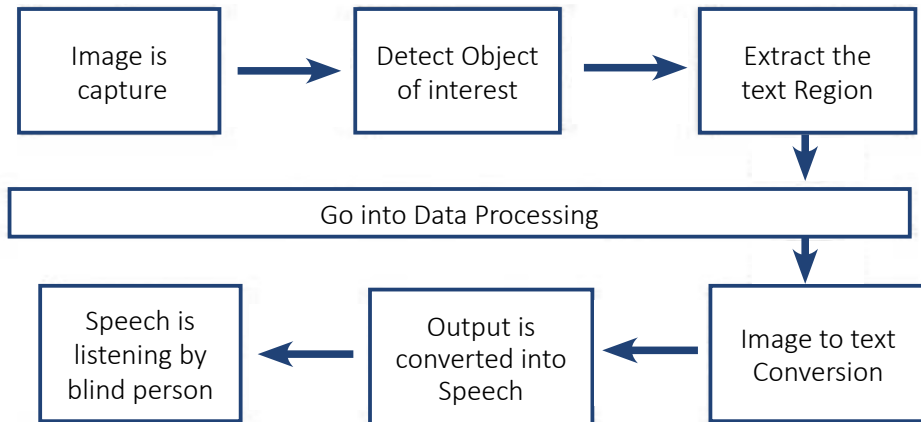 Image is
capture
Detect Object
of interest
Extract the
text Region
Go into Data Processing
Image to text
Conversion
Output is
converted into
Speech
Speech is
listening by
blind person